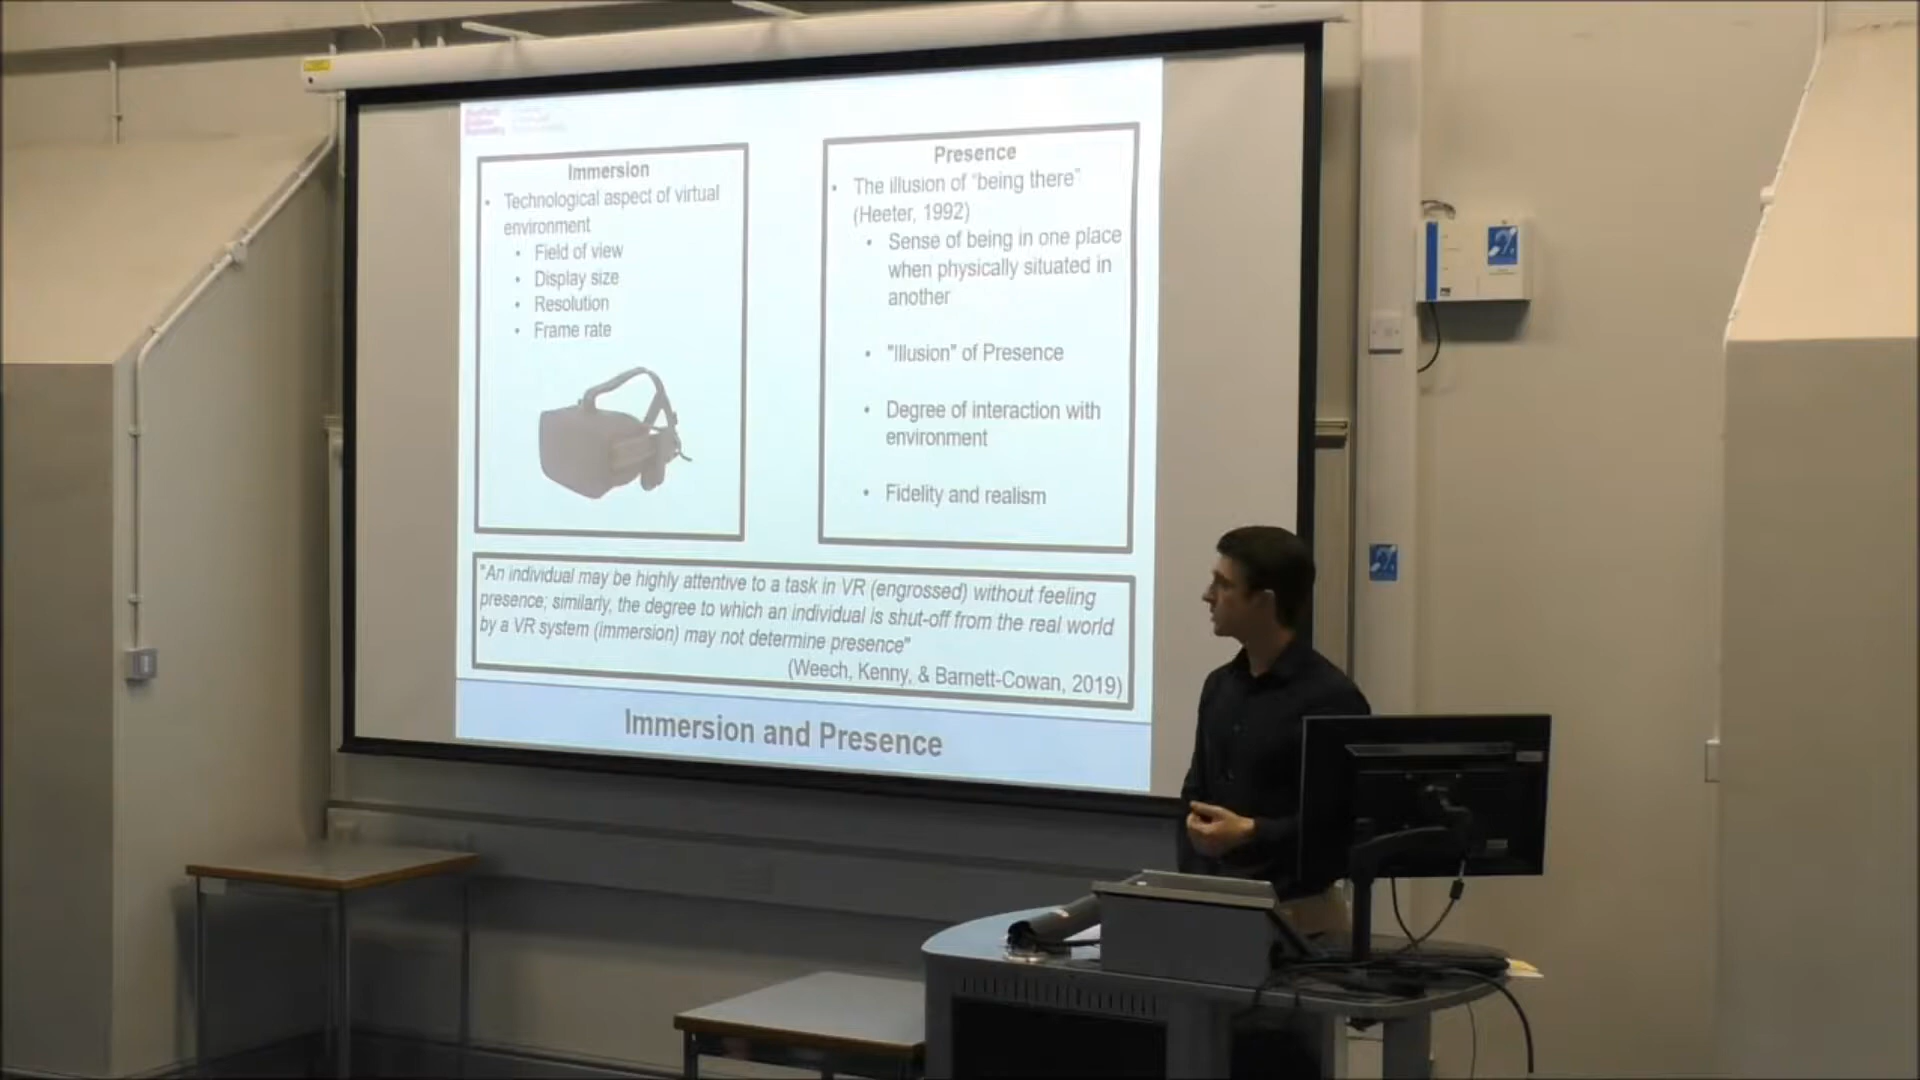 Immersion
• Technological aspect of virtual
environment
• Field of view
• Display size
• Resolution
• Frame rate
Presence
• The illusion of “being there”
(Heeter, 1992)
• Sense of being in one place
when physically situated in
another
• "Illusion" of Presence
• Degree of interaction with
environment
• Fidelity and realism
"An individual may be highly attentive to a task in VR (engrossed) without feeling
presence; similarly, the degree to which an individual is shut-off from the real world
by a VR system (immersion) may not determine presence"
(Weech, Kenny, & Barnett-Cowan, 2019)
Immersion and Presence